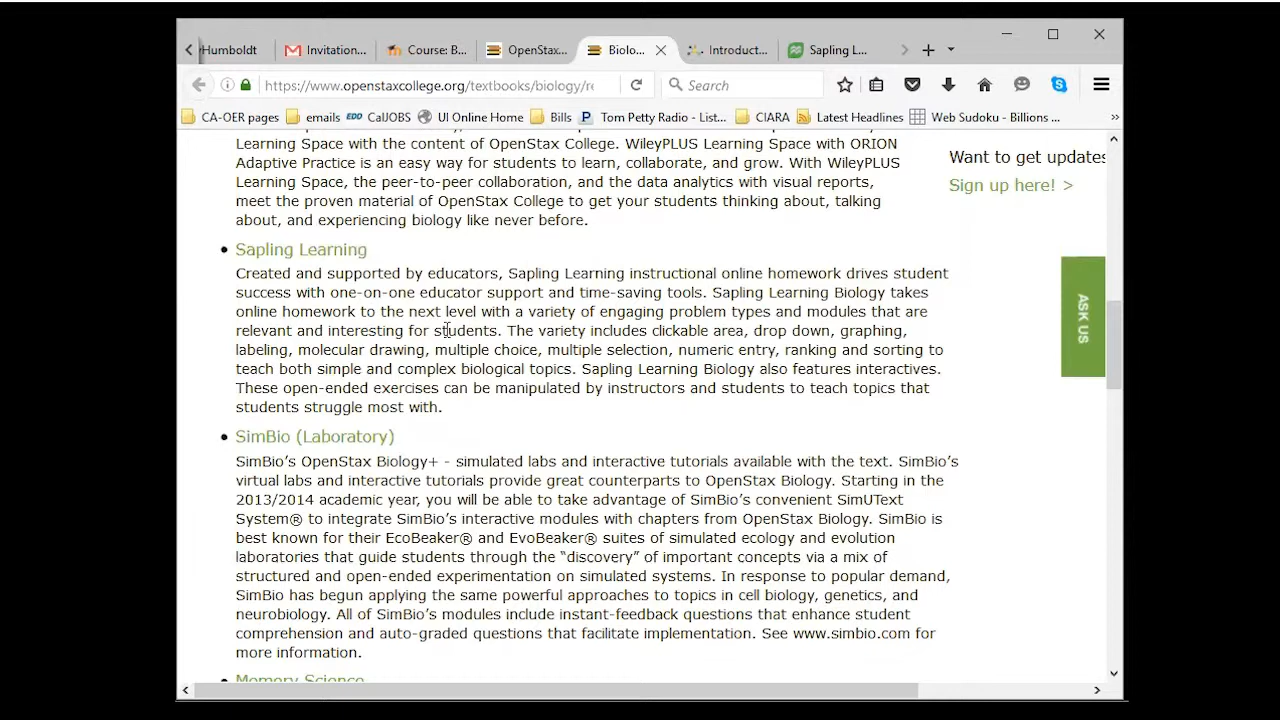 Humboldt
Invitation...
Course: B...
OpenStax...
Biolo...
Introduct...
Sapling L...
https://www.openstaxcollege.org/textbooks/biology/re
Search
CA-OER pages
emails
EDD CalJOBS
UI Online Home
Bills
P Tom Petty Radio - List...
CIARA
Latest Headlines
Web Sudoku - Billions ...
Learning Space with the content of OpenStax College. WileyPLUS Learning Space with ORION
Adaptive Practice is an easy way for students to learn, collaborate, and grow. With WileyPLUS
Learning Space, the peer-to-peer collaboration, and the data analytics with visual reports,
meet the proven material of OpenStax College to get your students thinking about, talking
about, and experiencing biology like never before.
Want to get updates
Sign up here! >
ASK US
• Sapling Learning
Created and supported by educators, Sapling Learning instructional online homework drives student
success with one-on-one educator support and time-saving tools. Sapling Learning Biology takes
online homework to the next level with a variety of engaging problem types and modules that are
relevant and interesting for students. The variety includes clickable area, drop down, graphing,
labeling, molecular drawing, multiple choice, multiple selection, numeric entry, ranking and sorting to
teach both simple and complex biological topics. Sapling Learning Biology also features interactives.
These open-ended exercises can be manipulated by instructors and students to teach topics that
students struggle most with.
• SimBio (Laboratory)
SimBio’s OpenStax Biology+ - simulated labs and interactive tutorials available with the text. SimBio’s
virtual labs and interactive tutorials provide great counterparts to OpenStax Biology. Starting in the
2013/2014 academic year, you will be able to take advantage of SimBio’s convenient SimUText
System® to integrate SimBio’s interactive modules with chapters from OpenStax Biology. SimBio is
best known for their EcoBeaker® and EvoBeaker® suites of simulated ecology and evolution
laboratories that guide students through the “discovery” of important concepts via a mix of
structured and open-ended experimentation on simulated systems. In response to popular demand,
SimBio has begun applying the same powerful approaches to topics in cell biology, genetics, and
neurobiology. All of SimBio’s modules include instant-feedback questions that enhance student
comprehension and auto-graded questions that facilitate implementation. See www.simbio.com for
more information.
Memory Science